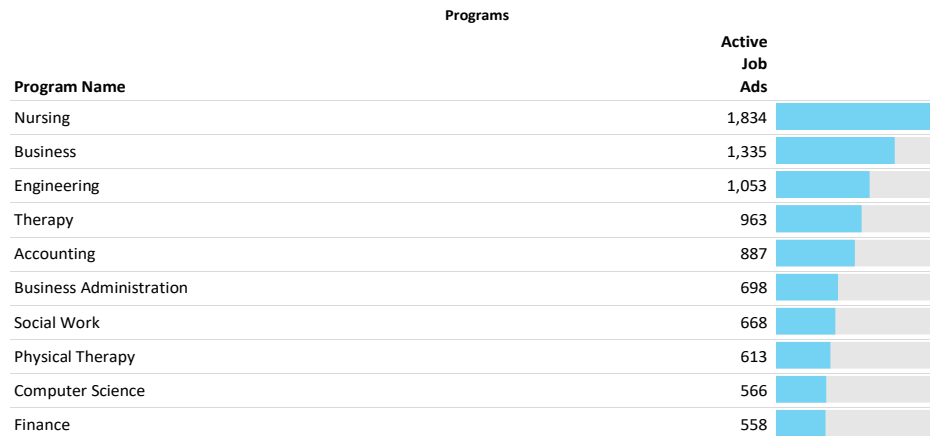 Programs
Active
Job
Program Name Ads
Nursing 1,834
Business 1,335
Engineering 1,053
Therapy 963
Accounting 887
Business Administration 698
Social Work 668
Physical Therapy 613
Computer Science 566
Finance 558